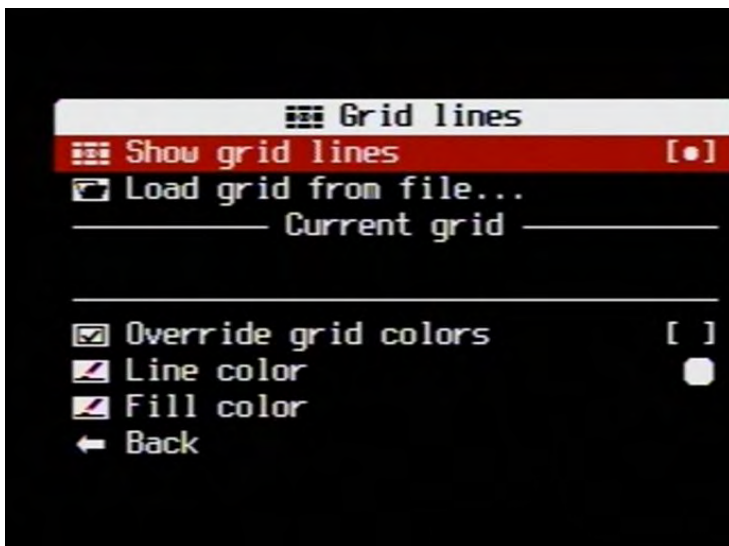 Grid lines
Show grid lines [•]
Load grid from file...
Current grid
Override grid colors [ ]
Line color
Fill color
Back